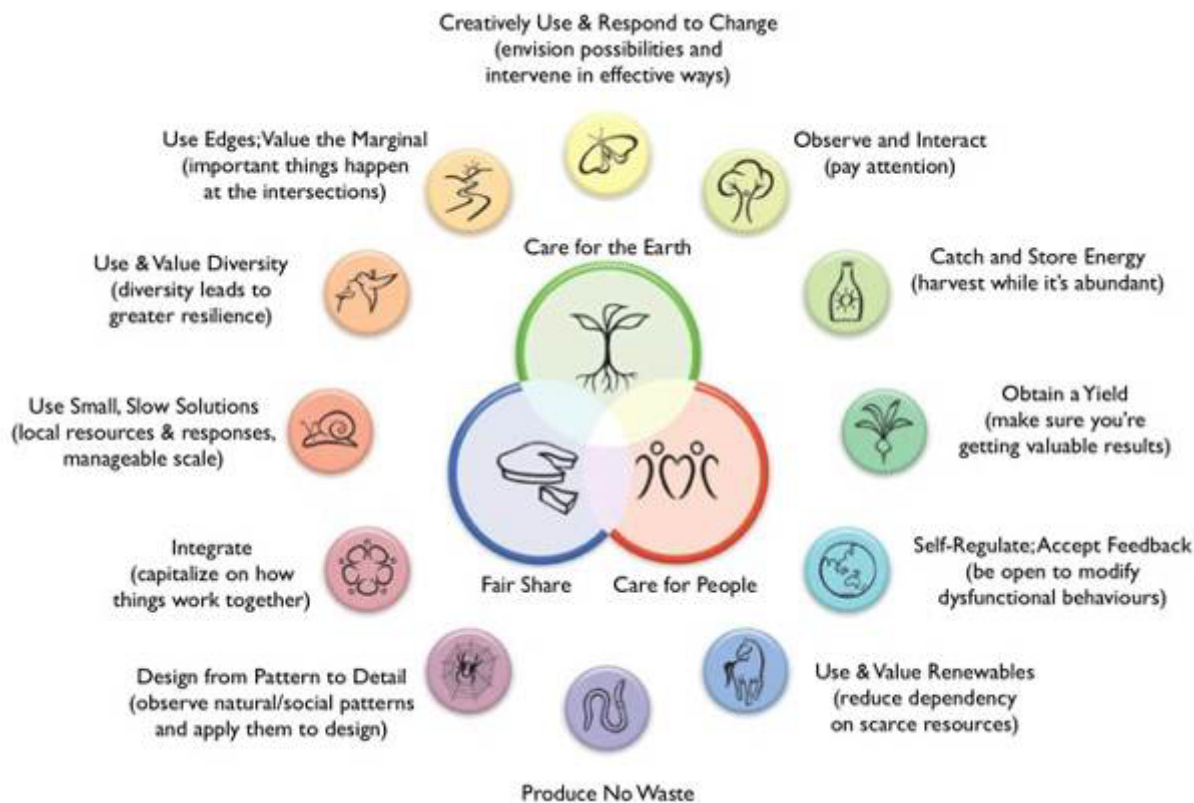 Creatively Use & Respond to Change
(envision possibilities and
intervene in effective ways)
Use Edges; Value the Marginal
(important things happen
at the intersections)
Observe and Interact
(pay attention)
Care for the Earth
Use & Value Diversity
(diversity leads to
greater resilience)
Catch and Store Energy
(harvest while it's abundant)
Use Small, Slow Solutions
(local resources & responses,
manageable scale)
Obtain a Yield
(make sure you're
getting valuable results)
Integrate
(capitalize on how
things work together)
Fair Share
Care for People
Self-Regulate; Accept Feedback
(be open to modify
dysfunctional behaviours)
Design from Pattern to Detail
(observe natural/social patterns
and apply them to design)
Use & Value Renewables
(reduce dependency
on scarce resources)
Produce No Waste